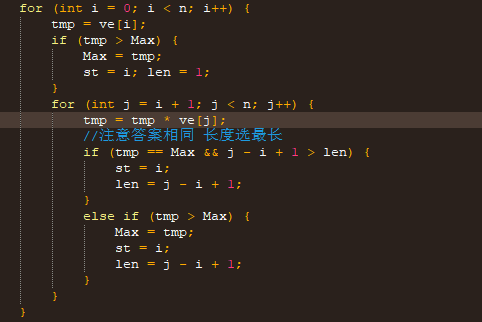 for (int i = 0; i < n; i++) {
    tmp = ve[i];
    if (tmp > Max) {
        Max = tmp;
        st = i; len = 1;
    }
    for (int j = i + 1; j < n; j++) {
        tmp = tmp * ve[j];
        //注意答案相同 长度选最长
        if (tmp == Max && j - i + 1 > len) {
            st = i;
            len = j - i + 1;
        }
        else if (tmp > Max) {
            Max = tmp;
            st = i;
            len = j - i + 1;
        }
    }
}